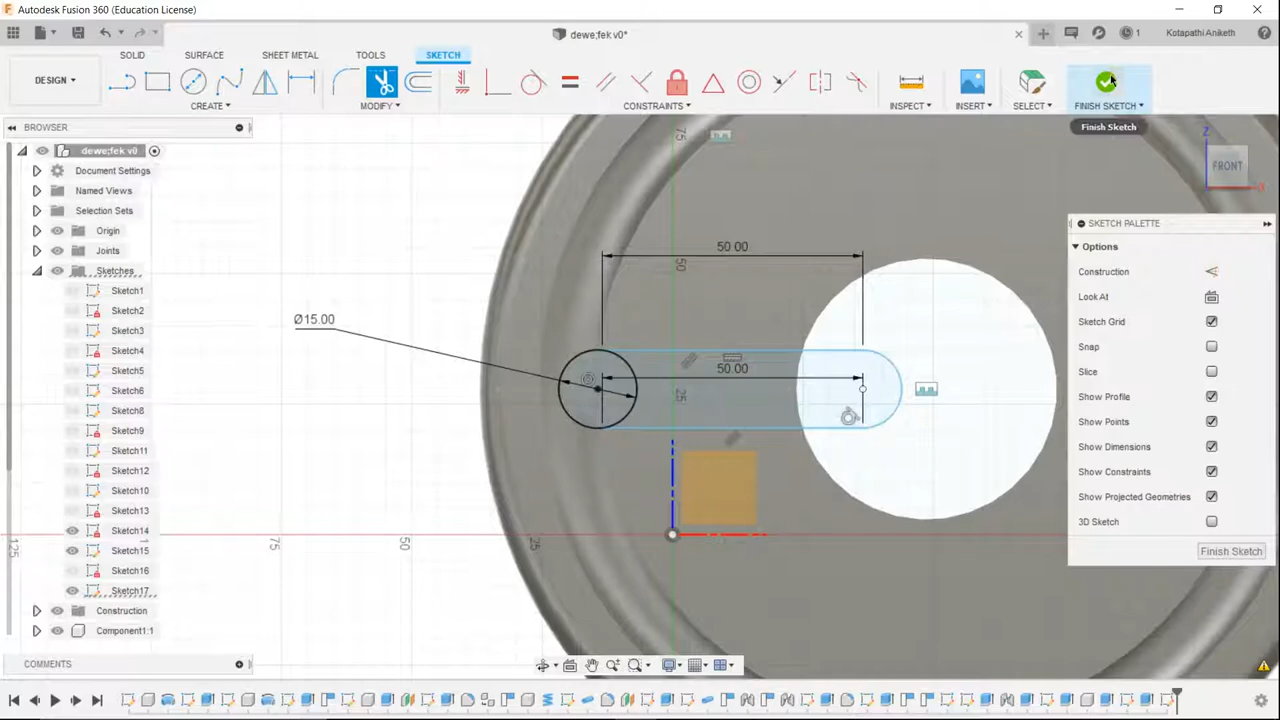 Autodesk Fusion 360 (Education License)
dewe;fek v0*
1
Kotapathi Aniketh
SOLID
SURFACE
SHEET METAL
TOOLS
SKETCH
DESIGN
CREATE
MODIFY
CONSTRAINTS
INSPECT
INSERT
SELECT
FINISH SKETCH
Finish Sketch
BROWSER
dewe;fek v0
Document Settings
Named Views
Selection Sets
Origin
Joints
Sketches
Sketch1
Sketch2
Sketch3
Sketch4
Sketch5
Sketch6
Sketch8
Sketch9
Sketch11
Sketch12
Sketch10
Sketch13
Sketch14
Sketch15
Sketch16
Sketch17
Construction
Component1:1
COMMENTS
75
50
25
125
75
50
25
50.00
50.00
Ø15.00
Z
FRONT
X
SKETCH PALETTE
Options
Construction
Look At
Sketch Grid
Snap
Slice
Show Profile
Show Points
Show Dimensions
Show Constraints
Show Projected Geometries
3D Sketch
Finish Sketch